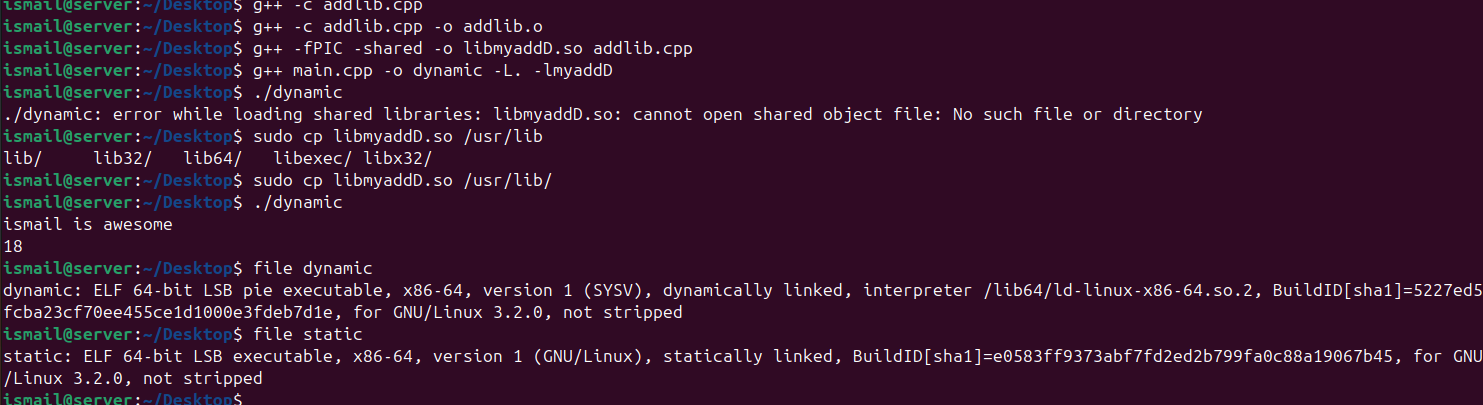 ismail@server:~/Desktop$ g++ -c addlib.cpp
ismail@server:~/Desktop$ g++ -c addlib.cpp -o addlib.o
ismail@server:~/Desktop$ g++ -fPIC -shared -o libmyaddD.so addlib.cpp
ismail@server:~/Desktop$ g++ main.cpp -o dynamic -L. -lmyaddD
ismail@server:~/Desktop$ ./dynamic
./dynamic: error while loading shared libraries: libmyaddD.so: cannot open shared object file: No such file or directory
ismail@server:~/Desktop$ sudo cp libmyaddD.so /usr/lib
lib/     lib32/   lib64/   libexec/ libx32/
ismail@server:~/Desktop$ sudo cp libmyaddD.so /usr/lib/
ismail@server:~/Desktop$ ./dynamic
ismail is awesome
18
ismail@server:~/Desktop$ file dynamic
dynamic: ELF 64-bit LSB pie executable, x86-64, version 1 (SYSV), dynamically linked, interpreter /lib64/ld-linux-x86-64.so.2, BuildID[sha1]=5227ed5
fcba23cf70ee455ce1d1000e3fdeb7d1e, for GNU/Linux 3.2.0, not stripped
ismail@server:~/Desktop$ file static
static: ELF 64-bit LSB executable, x86-64, version 1 (GNU/Linux), statically linked, BuildID[sha1]=e0583ff9373abf7fd2ed2b799fa0c88a19067b45, for GNU
/Linux 3.2.0, not stripped
ismail@server:~/Desktop$